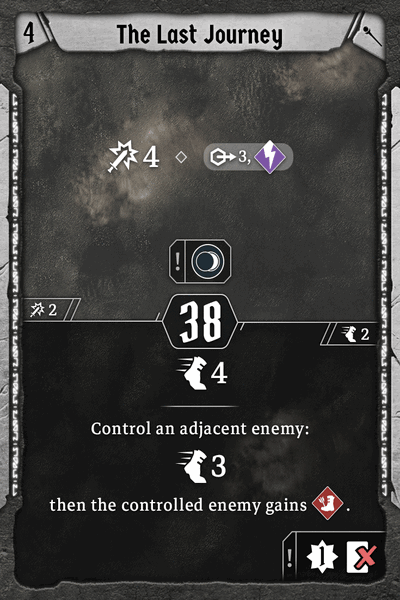 4 The Last Journey
4 3,
!
2
38
2
4
Control an adjacent enemy:
3
then the controlled enemy gains .
! 1